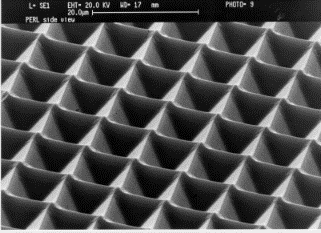 L= SE1 EHT= 20.0 KV WD= 17 mm PHOTO= 9
20.0µm
PERL side view